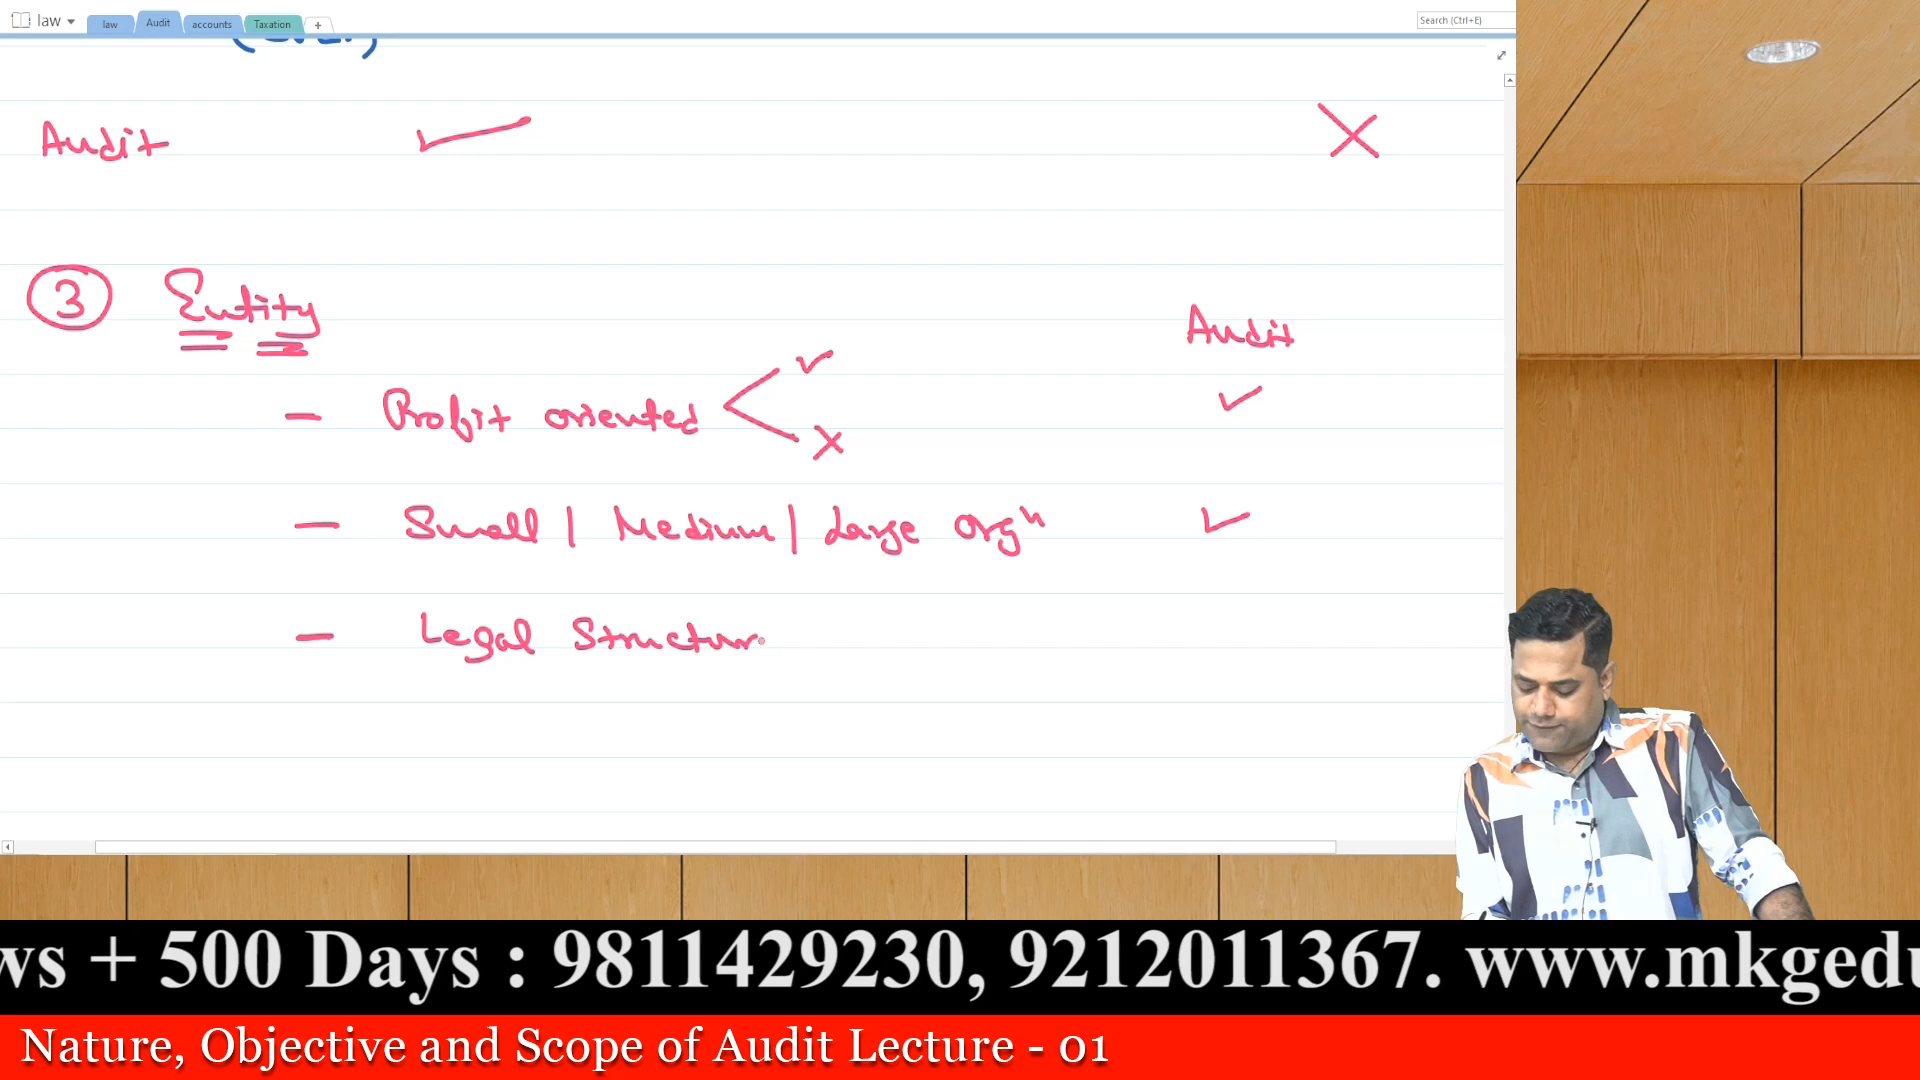 law law Audit accounts Taxation + Search (Ctrl+E)
Audit ✓ ✗
③ Entity
Audit
— Profit oriented ✓ ✓
✗
— Small | Medium | Large Orgn ✓
— Legal Structur
ws + 500 Days : 9811429230, 9212011367. www.mkgedu
Nature, Objective and Scope of Audit Lecture - 01